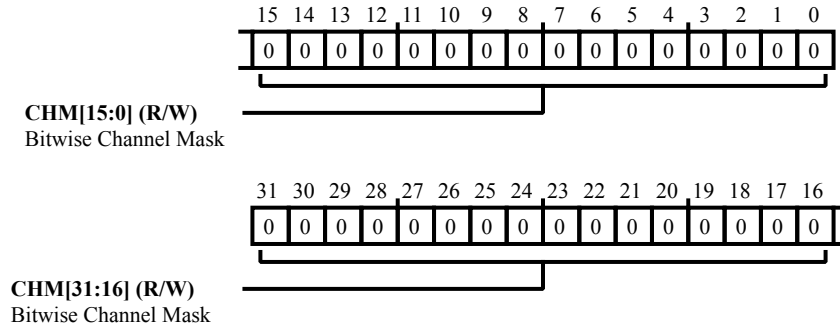 15 14 13 12 11 10 9 8 7 6 5 4 3 2 1 0
0 0 0 0 0 0 0 0 0 0 0 0 0 0 0 0
CHM[15:0] (R/W)
Bitwise Channel Mask
31 30 29 28 27 26 25 24 23 22 21 20 19 18 17 16
0 0 0 0 0 0 0 0 0 0 0 0 0 0 0 0
CHM[31:16] (R/W)
Bitwise Channel Mask